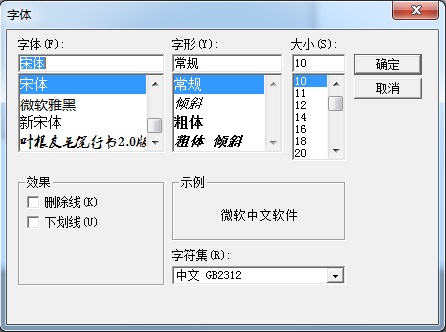 字体
字体(F):
宋体
宋体
微软雅黑
新宋体
叶根友毛笔行书2.0版
字形(Y):
常规
常规
倾斜
粗体
粗体 倾斜
大小(S):
10
10
11
12
14
16
18
20
确定
取消
效果
删除线(K)
下划线(U)
示例
微软中文软件
字符集(R):
中文 GB2312